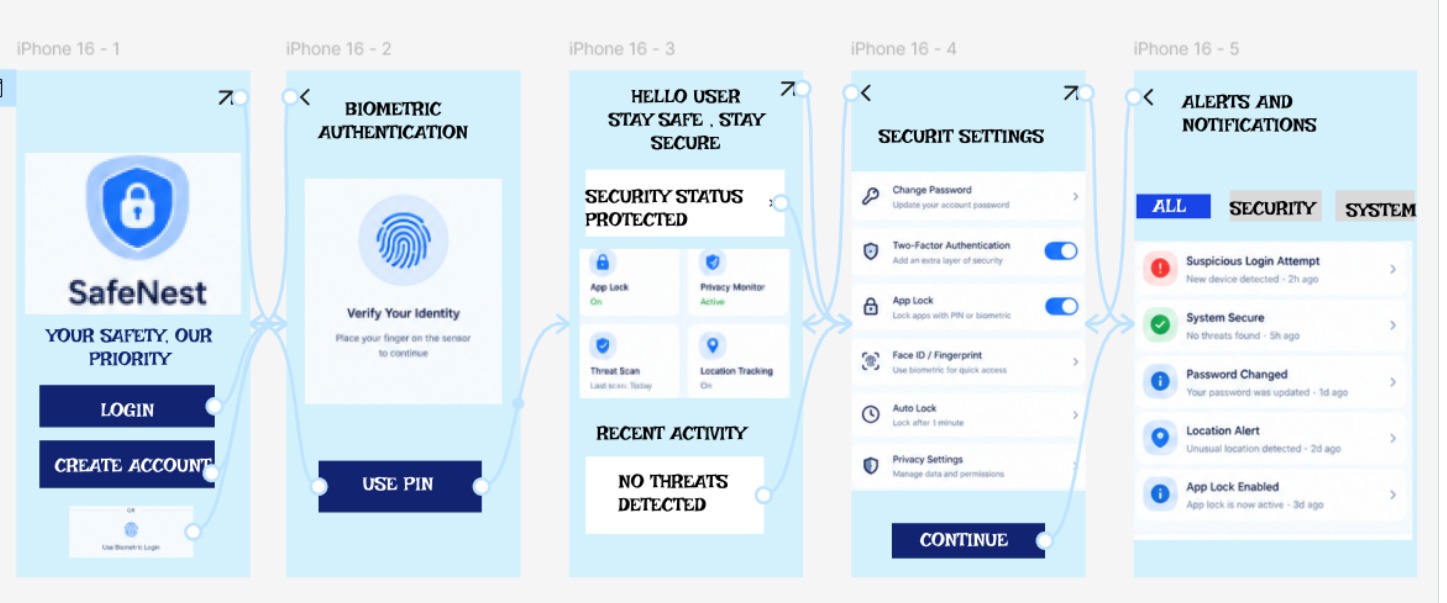 iPhone 16 - 1
SafeNest
YOUR SAFETY, OUR
PRIORITY
LOGIN
CREATE ACCOUNT
OR
Use Biometric Login
iPhone 16 - 2
BIOMETRIC
AUTHENTICATION
Verify Your Identity
Place your finger on the sensor
to continue
USE PIN
iPhone 16 - 3
HELLO USER
STAY SAFE , STAY
SECURE
SECURITY STATUS
PROTECTED
App Lock
On
Privacy Monitor
Active
Threat Scan
Last scan: Today
Location Tracking
On
RECENT ACTIVITY
NO THREATS
DETECTED
iPhone 16 - 4
SECURIT SETTINGS
Change Password
Update your account password
Two-Factor Authentication
Add an extra layer of security
App Lock
Lock apps with PIN or biometric
Face ID / Fingerprint
Use biometric for quick access
Auto Lock
Lock after 1 minute
Privacy Settings
Manage data and permissions
CONTINUE
iPhone 16 - 5
ALERTS AND
NOTIFICATIONS
ALL
SECURITY
SYSTEM
Suspicious Login Attempt
New device detected - 2h ago
System Secure
No threats found - 5h ago
Password Changed
Your password was updated - 1d ago
Location Alert
Unusual location detected - 2d ago
App Lock Enabled
App lock is now active - 3d ago